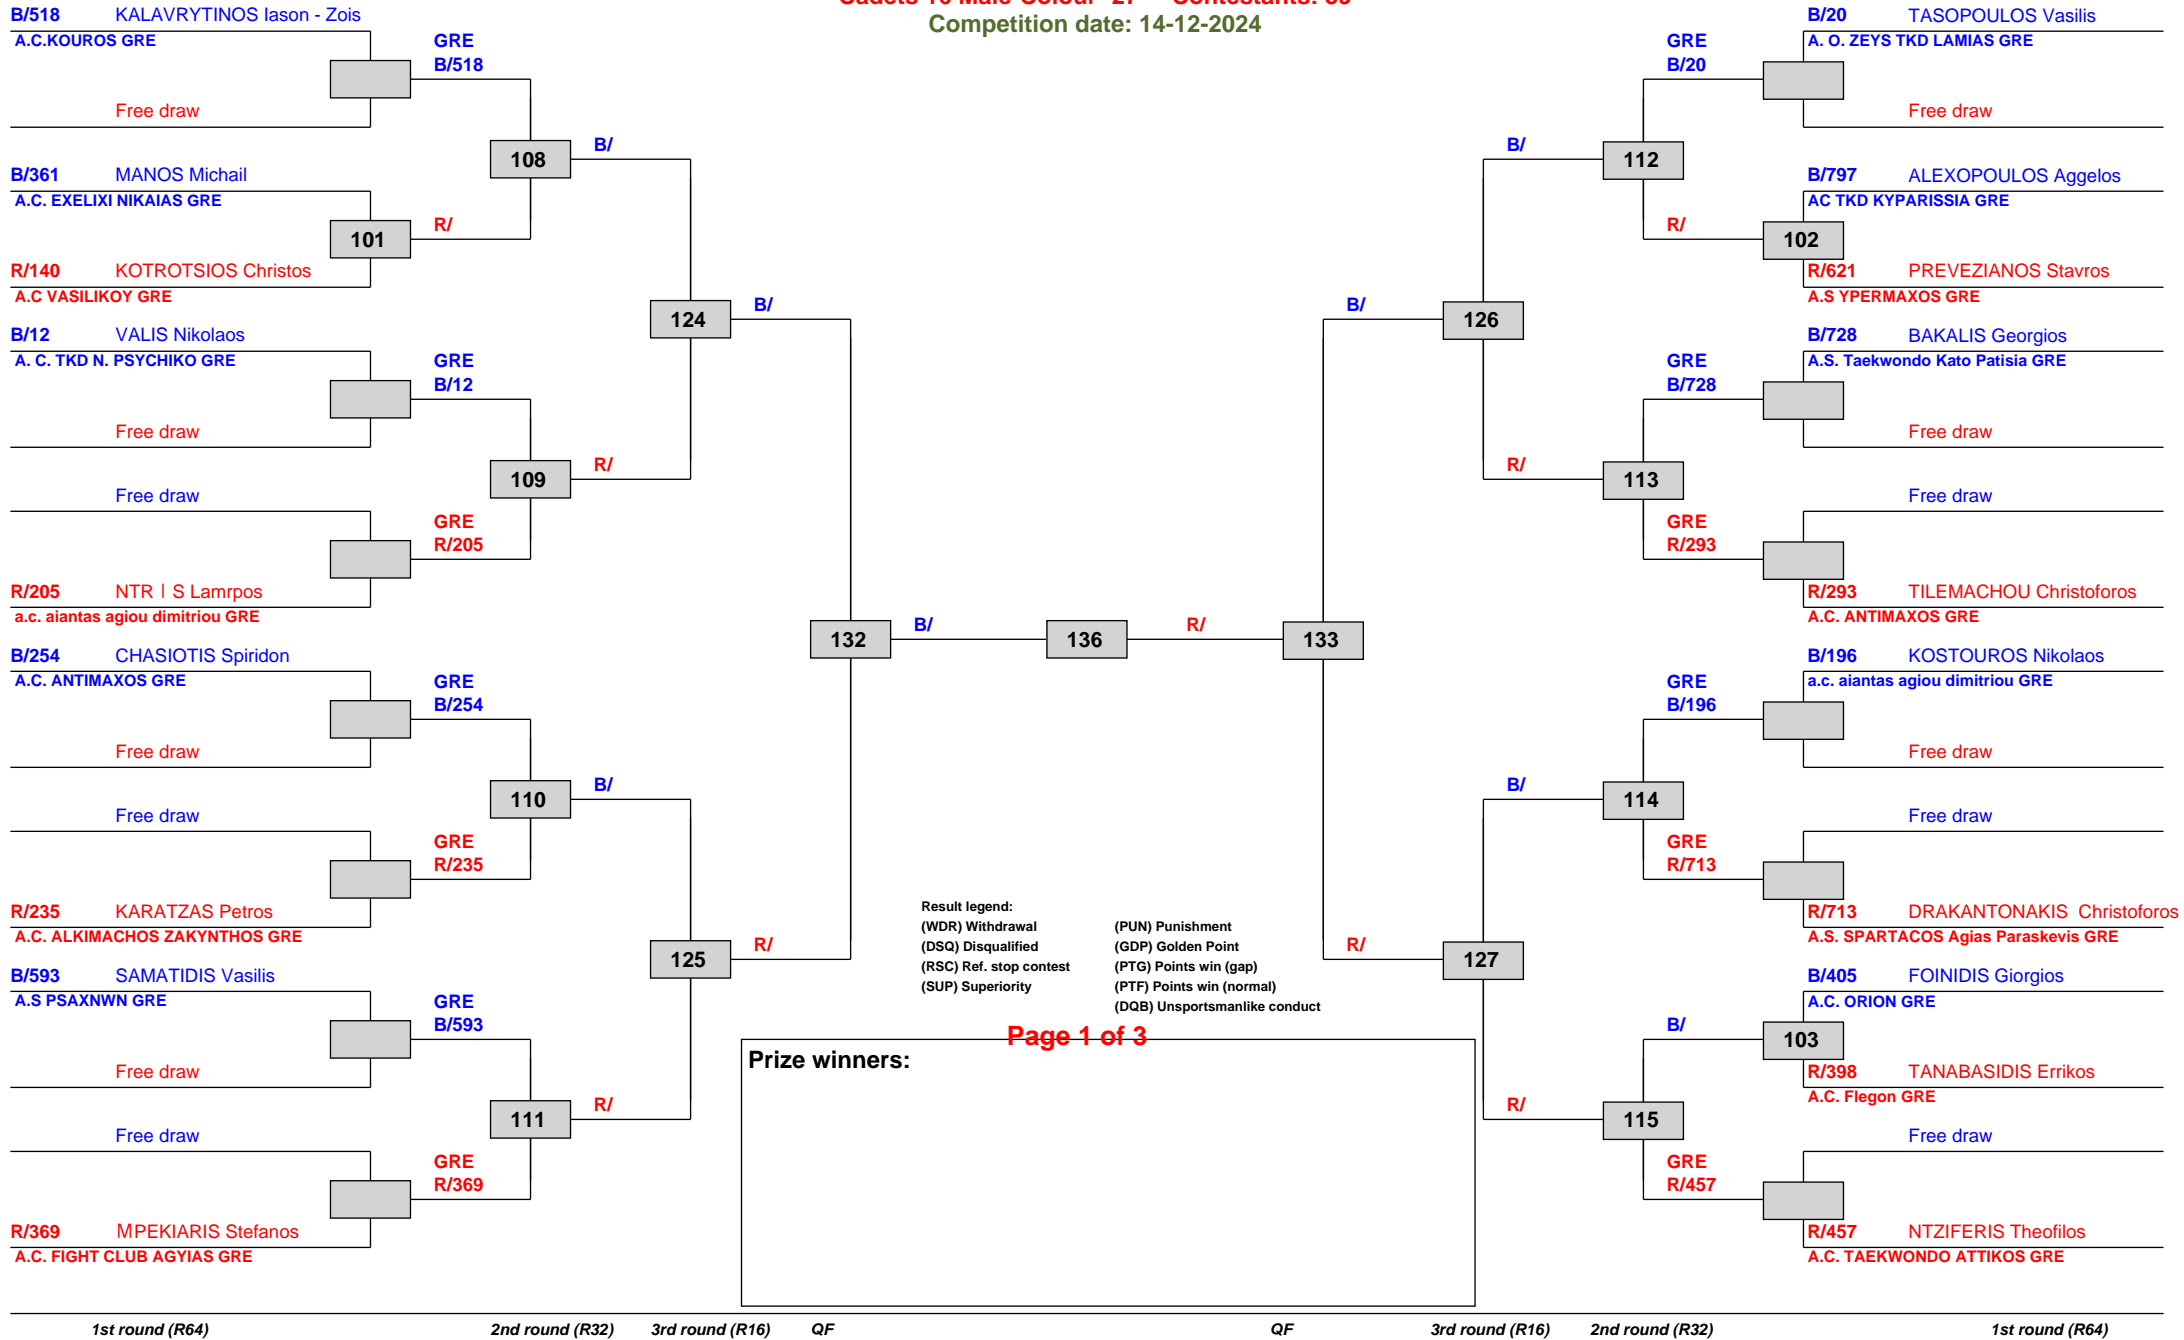 Competition date: 14-12-2024
B/518 KALAVRYTINOS Iason - Zois
A.C.KOUROS GRE
GRE
B/518
Free draw
108
B/
B/361 MANOS Michail
A.C. EXELIXI NIKAIAS GRE
101
R/
R/140 KOTROTSIOS Christos
A.C VASILIKOY GRE
124
B/
B/12 VALIS Nikolaos
A. C. TKD N. PSYCHIKO GRE
GRE
B/12
Free draw
109
R/
Free draw
GRE
R/205
R/205 NTR I S Lamrpos
a.c. aiantas agiou dimitriou GRE
132
B/
136
R/
133
B/254 CHASIOTIS Spiridon
A.C. ANTIMAXOS GRE
GRE
B/254
Free draw
110
B/
Free draw
GRE
R/235
R/235 KARATZAS Petros
A.C. ALKIMACHOS ZAKYNTHOS GRE
125
R/
B/593 SAMATIDIS Vasilis
A.S PSAXNWN GRE
GRE
B/593
Free draw
111
R/
Free draw
GRE
R/369
R/369 MPEKIARIS Stefanos
A.C. FIGHT CLUB AGYIAS GRE
B/20 TASOPOULOS Vasilis
A. O. ZEYS TKD LAMIAS GRE
GRE
B/20
Free draw
B/
112
B/797 ALEXOPOULOS Aggelos
AC TKD KYPARISSIA GRE
R/
102
R/621 PREVEZIANOS Stavros
A.S YPERMAXOS GRE
B/
126
B/728 BAKALIS Georgios
A.S. Taekwondo Kato Patisia GRE
GRE
B/728
Free draw
R/
113
Free draw
GRE
R/293
R/293 TILEMACHOU Christoforos
A.C. ANTIMAXOS GRE
B/196 KOSTOUROS Nikolaos
a.c. aiantas agiou dimitriou GRE
GRE
B/196
Free draw
B/
114
Free draw
GRE
R/713
R/713 DRAKANTONAKIS Christoforos
A.S. SPARTACOS Agias Paraskevis GRE
R/
127
B/405 FOINIDIS Giorgios
A.C. ORION GRE
B/
103
R/398 TANABASIDIS Errikos
A.C. Flegon GRE
R/
115
Free draw
GRE
R/457
R/457 NTZIFERIS Theofilos
A.C. TAEKWONDO ATTIKOS GRE
Result legend:
(WDR) Withdrawal (PUN) Punishment
(DSQ) Disqualified (GDP) Golden Point
(RSC) Ref. stop contest (PTG) Points win (gap)
(SUP) Superiority (PTF) Points win (normal)
(DQB) Unsportsmanlike conduct
Page 1 of 3
Prize winners:
1st round (R64) 2nd round (R32) 3rd round (R16) QF QF 3rd round (R16) 2nd round (R32) 1st round (R64)